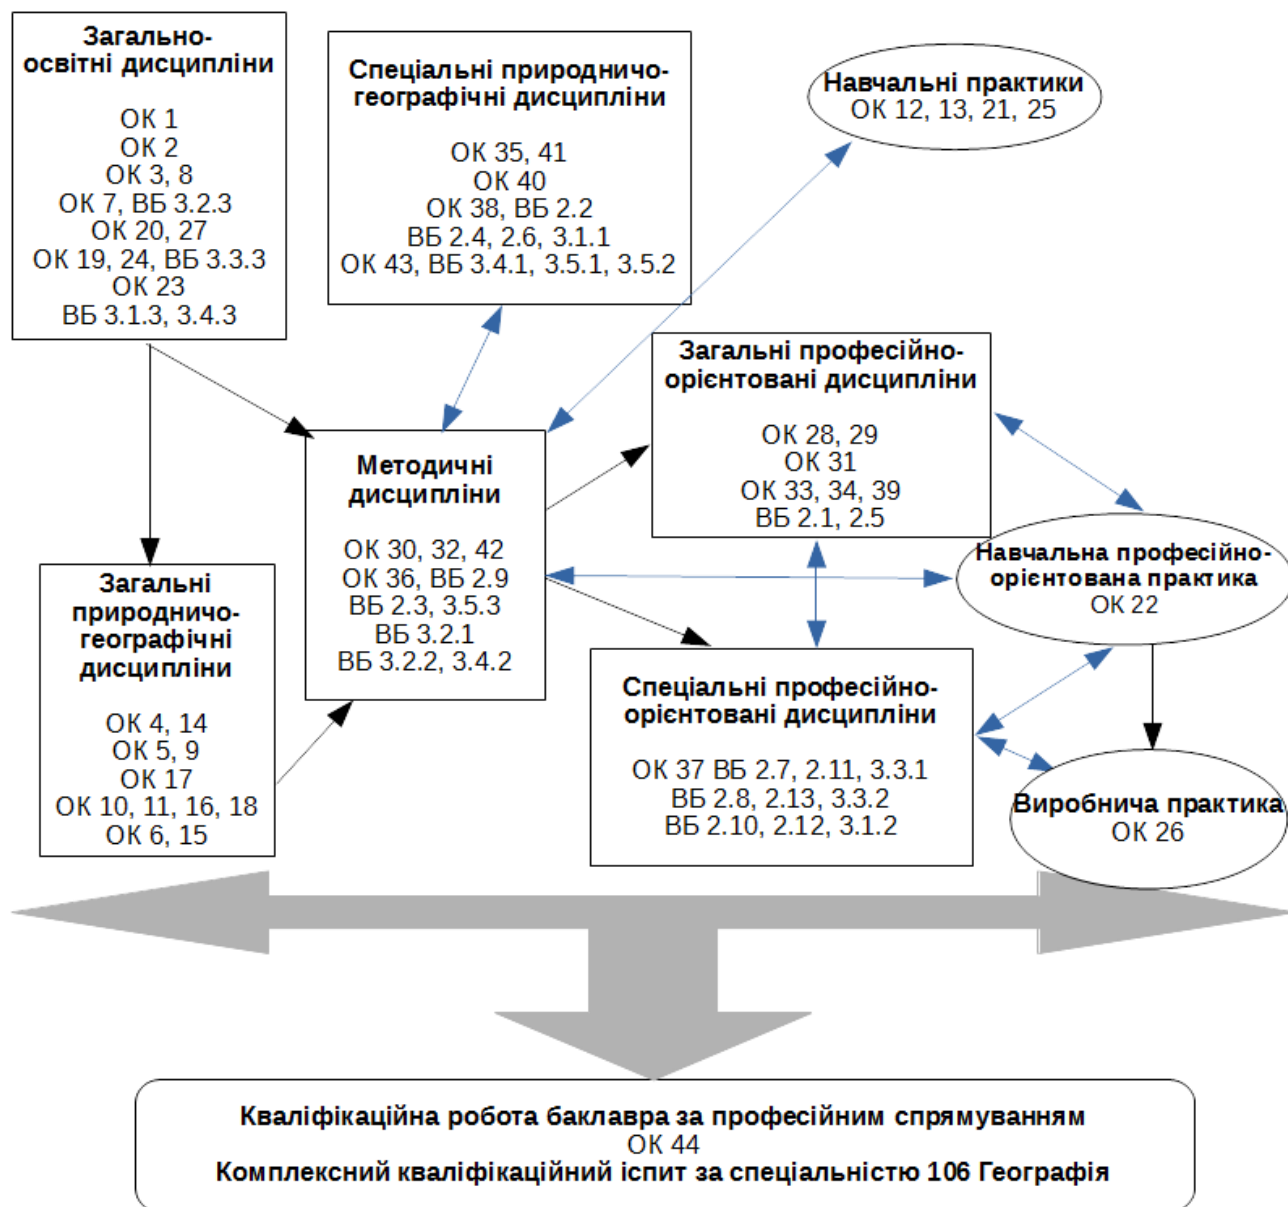 Загально-
освітні дисципліни
ОК 1
ОК 2
ОК 3, 8
ОК 7, ВБ 3.2.3
ОК 20, 27
ОК 19, 24, ВБ 3.3.3
ОК 23
ВБ 3.1.3, 3.4.3
Спеціальні природничо-
географічні дисципліни
ОК 35, 41
ОК 40
ОК 38, ВБ 2.2
ВБ 2.4, 2.6, 3.1.1
ОК 43, ВБ 3.4.1, 3.5.1, 3.5.2
Навчальні практики
ОК 12, 13, 21, 25
Загальні професійно-
орієнтовані дисципліни
ОК 28, 29
ОК 31
ОК 33, 34, 39
ВБ 2.1, 2.5
Методичні
дисципліни
ОК 30, 32, 42
ОК 36, ВБ 2.9
ВБ 2.3, 3.5.3
ВБ 3.2.1
ВБ 3.2.2, 3.4.2
Навчальна професійно-
орієнтована практика
ОК 22
Загальні
природничо-
географічні
дисципліни
ОК 4, 14
ОК 5, 9
ОК 17
ОК 10, 11, 16, 18
ОК 6, 15
Спеціальні професійно-
орієнтовані дисципліни
ОК 37 ВБ 2.7, 2.11, 3.3.1
ВБ 2.8, 2.13, 3.3.2
ВБ 2.10, 2.12, 3.1.2
Виробнича практика
ОК 26
Кваліфікаційна робота баклавра за професійним спрямуванням
ОК 44
Комплексний кваліфікаційний іспит за спеціальністю 106 Географія